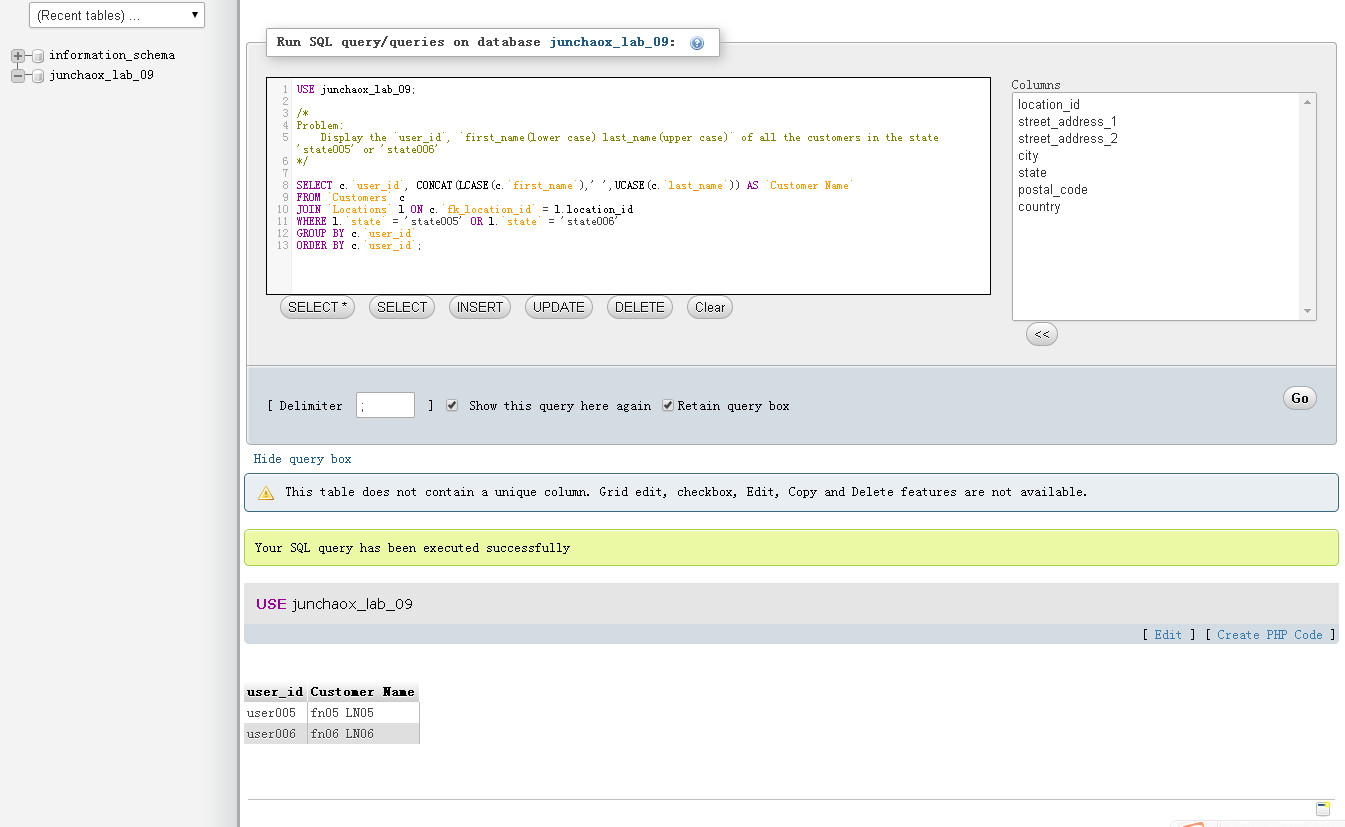 (Recent tables) ...
information_schema
junchaox_lab_09
Run SQL query/queries on database junchaox_lab_09:
1 USE junchaox_lab_09;
2
3 /*
4 Problem:
5 Display the `user_id`, `first_name(lower case) last_name(upper case)` of all the customers in the state
'state005' or 'state006'
6 */
7
8 SELECT c.`user_id`, CONCAT(LCASE(c.`first_name`),' ',UCASE(c.`last_name`)) AS `Customer Name`
9 FROM `Customers` c
10 JOIN `Locations` l ON c.`fk_location_id` = l.location_id
11 WHERE l.`state` = 'state005' OR l.`state` = 'state006'
12 GROUP BY c.`user_id`
13 ORDER BY c.`user_id`;
Columns
location_id
street_address_1
street_address_2
city
state
postal_code
country
SELECT * SELECT INSERT UPDATE DELETE Clear
<<
[ Delimiter ; ] Show this query here again Retain query box
Go
Hide query box
This table does not contain a unique column. Grid edit, checkbox, Edit, Copy and Delete features are not available.
Your SQL query has been executed successfully
USE junchaox_lab_09
[ Edit ] [ Create PHP Code ]
user_id Customer Name
user005 fn05 LN05
user006 fn06 LN06